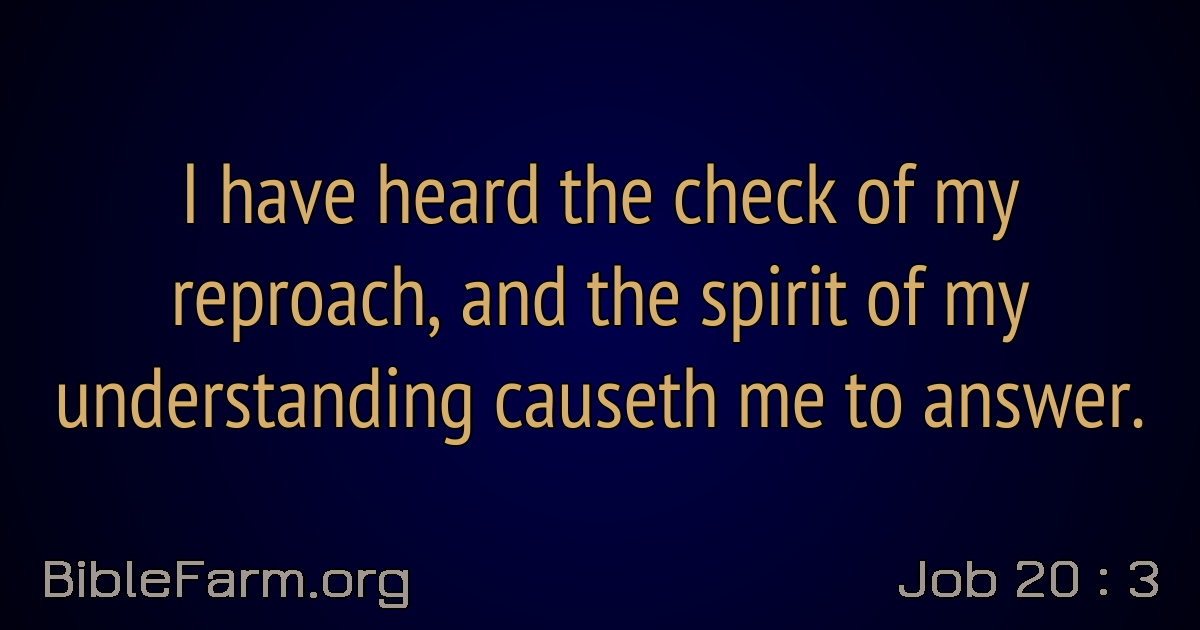 I have heard the check of my
reproach, and the spirit of my
understanding causeth me to answer.
BibleFarm.org
Job 20 : 3